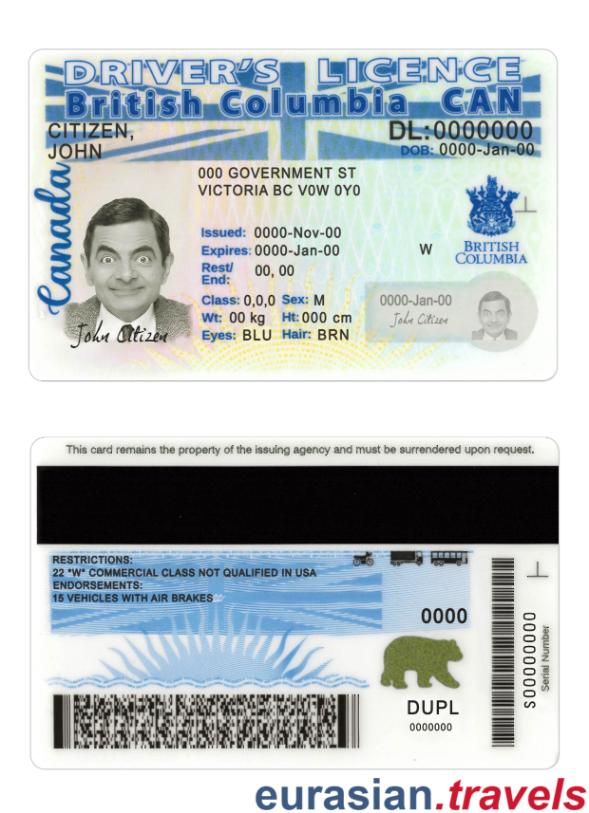 DRIVER'S LICENCE
British Columbia CAN
CITIZEN,
JOHN
DL:0000000
DOB: 0000-Jan-00
Canada
000 GOVERNMENT ST
VICTORIA BC V0W 0Y0
Issued: 0000-Nov-00
Expires: 0000-Jan-00
W
Rest/
End: 00, 00
Class: 0,0,0 Sex: M
Wt: 00 kg Ht: 000 cm
Eyes: BLU Hair: BRN
John Citizen
BRITISH
COLUMBIA
0000-Jan-00
John Citizen
This card remains the property of the issuing agency and must be surrendered upon request.
RESTRICTIONS:
22 "W" COMMERCIAL CLASS NOT QUALIFIED IN USA
ENDORSEMENTS:
15 VEHICLES WITH AIR BRAKES
0000
DUPL
0000000
S00000000
Serial Number
eurasian.travels